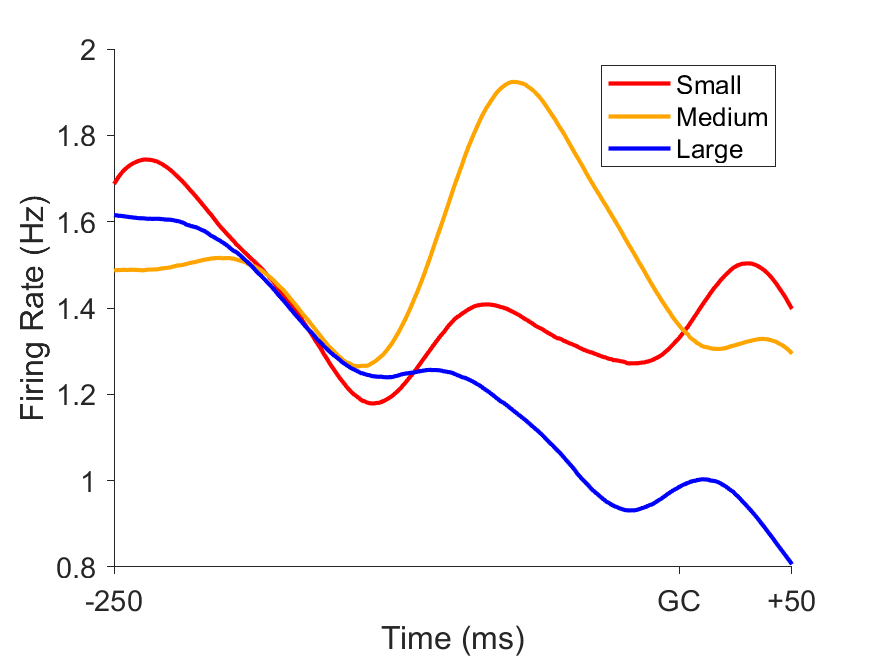 2
1.8
1.6
1.4
1.2
1
0.8
Firing Rate (Hz)
Small
Medium
Large
-250
GC
+50
Time (ms)